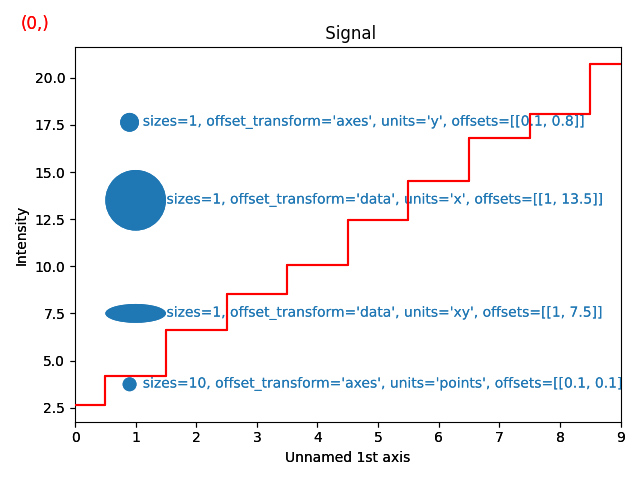 (0,)
Signal
20.0
17.5
15.0
12.5
10.0
7.5
5.0
2.5
Intensity
sizes=1, offset_transform='axes', units='y', offsets=[[0.1, 0.8]]
sizes=1, offset_transform='data', units='x', offsets=[[1, 13.5]]
sizes=1, offset_transform='data', units='xy', offsets=[[1, 7.5]]
sizes=10, offset_transform='axes', units='points', offsets=[[0.1, 0.1]
0 1 2 3 4 5 6 7 8 9
Unnamed 1st axis